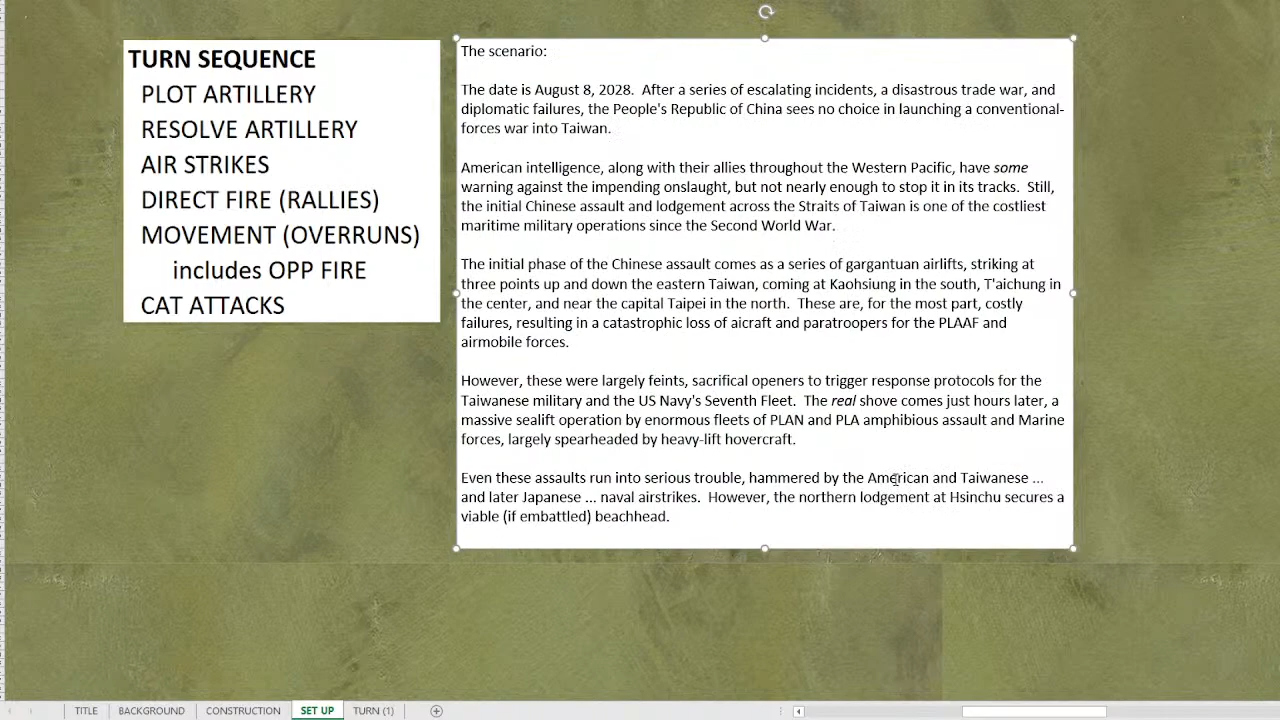 TURN SEQUENCE
PLOT ARTILLERY
RESOLVE ARTILLERY
AIR STRIKES
DIRECT FIRE (RALLIES)
MOVEMENT (OVERRUNS)
includes OPP FIRE
CAT ATTACKS
The scenario:
The date is August 8, 2028.  After a series of escalating incidents, a disastrous trade war, and
diplomatic failures, the People's Republic of China sees no choice in launching a conventional-
forces war into Taiwan.
American intelligence, along with their allies throughout the Western Pacific, have some
warning against the impending onslaught, but not nearly enough to stop it in its tracks.  Still,
the initial Chinese assault and lodgement across the Straits of Taiwan is one of the costliest
maritime military operations since the Second World War.
The initial phase of the Chinese assault comes as a series of gargantuan airlifts, striking at
three points up and down the eastern Taiwan, coming at Kaohsiung in the south, T'aichung in
the center, and near the capital Taipei in the north.  These are, for the most part, costly
failures, resulting in a catastrophic loss of aicraft and paratroopers for the PLAAF and
airmobile forces.
However, these were largely feints, sacrifical openers to trigger response protocols for the
Taiwanese military and the US Navy's Seventh Fleet.  The real shove comes just hours later, a
massive sealift operation by enormous fleets of PLAN and PLA amphibious assault and Marine
forces, largely spearheaded by heavy-lift hovercraft.
Even these assaults run into serious trouble, hammered by the American and Taiwanese ...
and later Japanese ... naval airstrikes.  However, the northern lodgement at Hsinchu secures a
viable (if embattled) beachhead.
TITLE BACKGROUND CONSTRUCTION SET UP TURN (1)